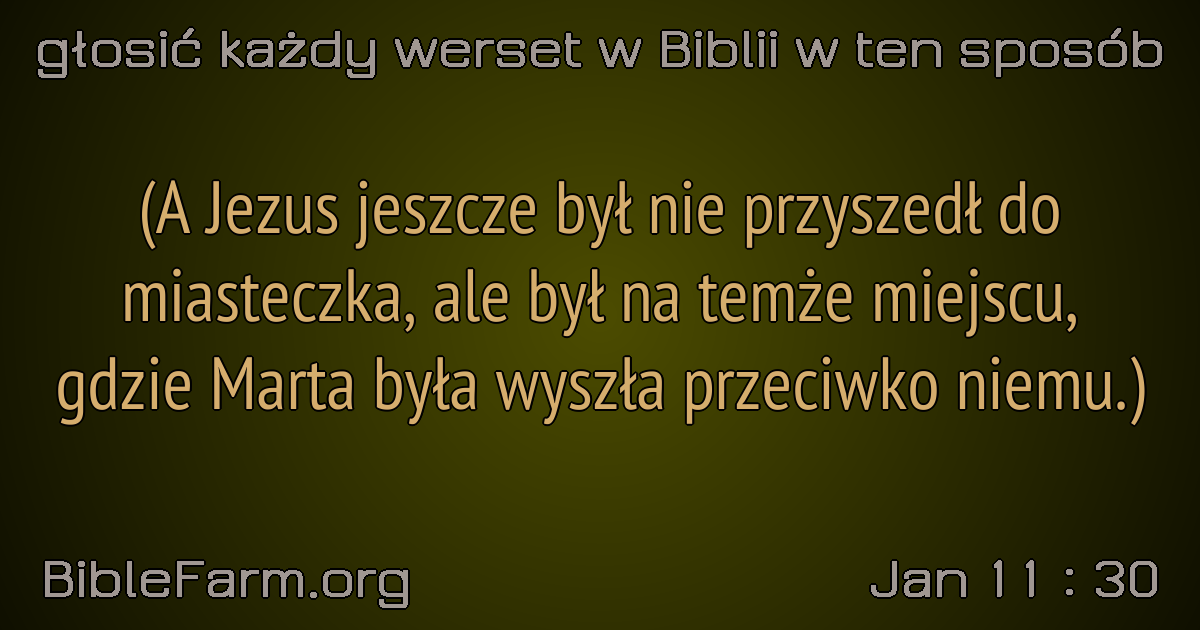 głosić każdy werset w Biblii w ten sposób
(A Jezus jeszcze był nie przyszedł do
miasteczka, ale był na temże miejscu,
gdzie Marta była wyszła przeciwko niemu.)
BibleFarm.org
Jan 11 : 30